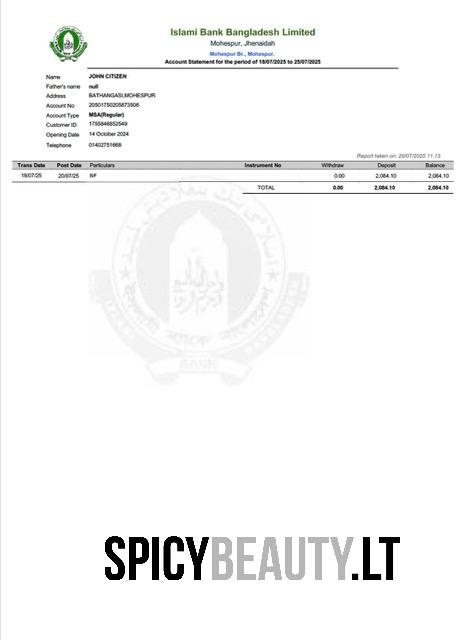 Islami Bank Bangladesh Limited
Mohespur, Jhenaidah
Mohespur Br., Mohespur.
Account Statement for the period of 18/07/2025 to 25/07/2025
Name JOHN CITIZEN
Father's name null
Address BATHANGASI,MOHESPUR
Account No 20501750205873506
Account Type MSA(Regular)
Customer ID 1755846852549
Opening Date 14 October 2024
Telephone 01402751668
Report taken on: 20/07/2025 11.13
Trans Date Post Date Particulars Instrument No Withdraw Deposit Balance
18/07/25 20/07/25 B/F 0.00 2,084.10 2,084.10
TOTAL 0.00 2,084.10 2,084.10
BANK
SPICYBEAUTY.LT